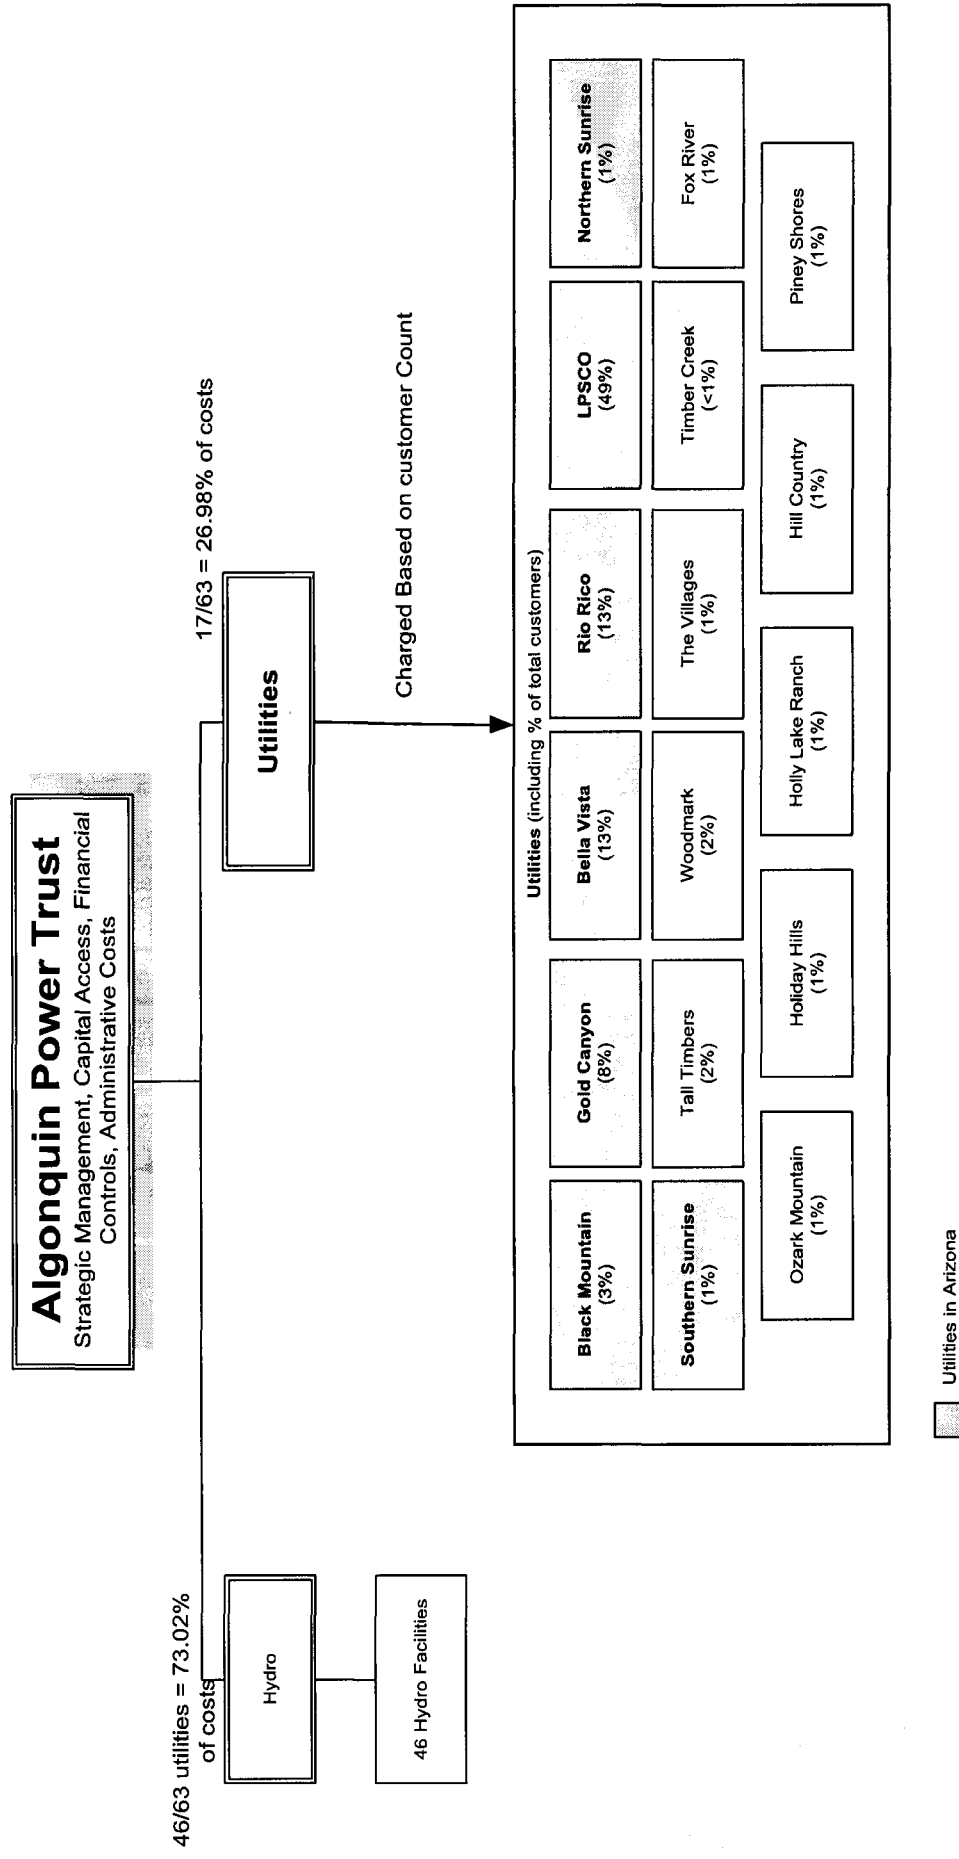 Algonquin Power Trust
Strategic Management, Capital Access, Financial
Controls, Administrative Costs
46/63 utilities = 73.02%
of costs
17/63 = 26.98% of costs
Hydro
Utilities
46 Hydro Facilities
Charged Based on customer Count
Utilities (including % of total customers)
Black Mountain
(3%)
Gold Canyon
(8%)
Bella Vista
(13%)
Rio Rico
(13%)
LPSCO
(49%)
Northern Sunrise
(1%)
Southern Sunrise
(1%)
Tall Timbers
(2%)
Woodmark
(2%)
The Villages
(1%)
Timber Creek
(<1%)
Fox River
(1%)
Ozark Mountain
(1%)
Holiday Hills
(1%)
Holly Lake Ranch
(1%)
Hill Country
(1%)
Piney Shores
(1%)
Utilities in Arizona